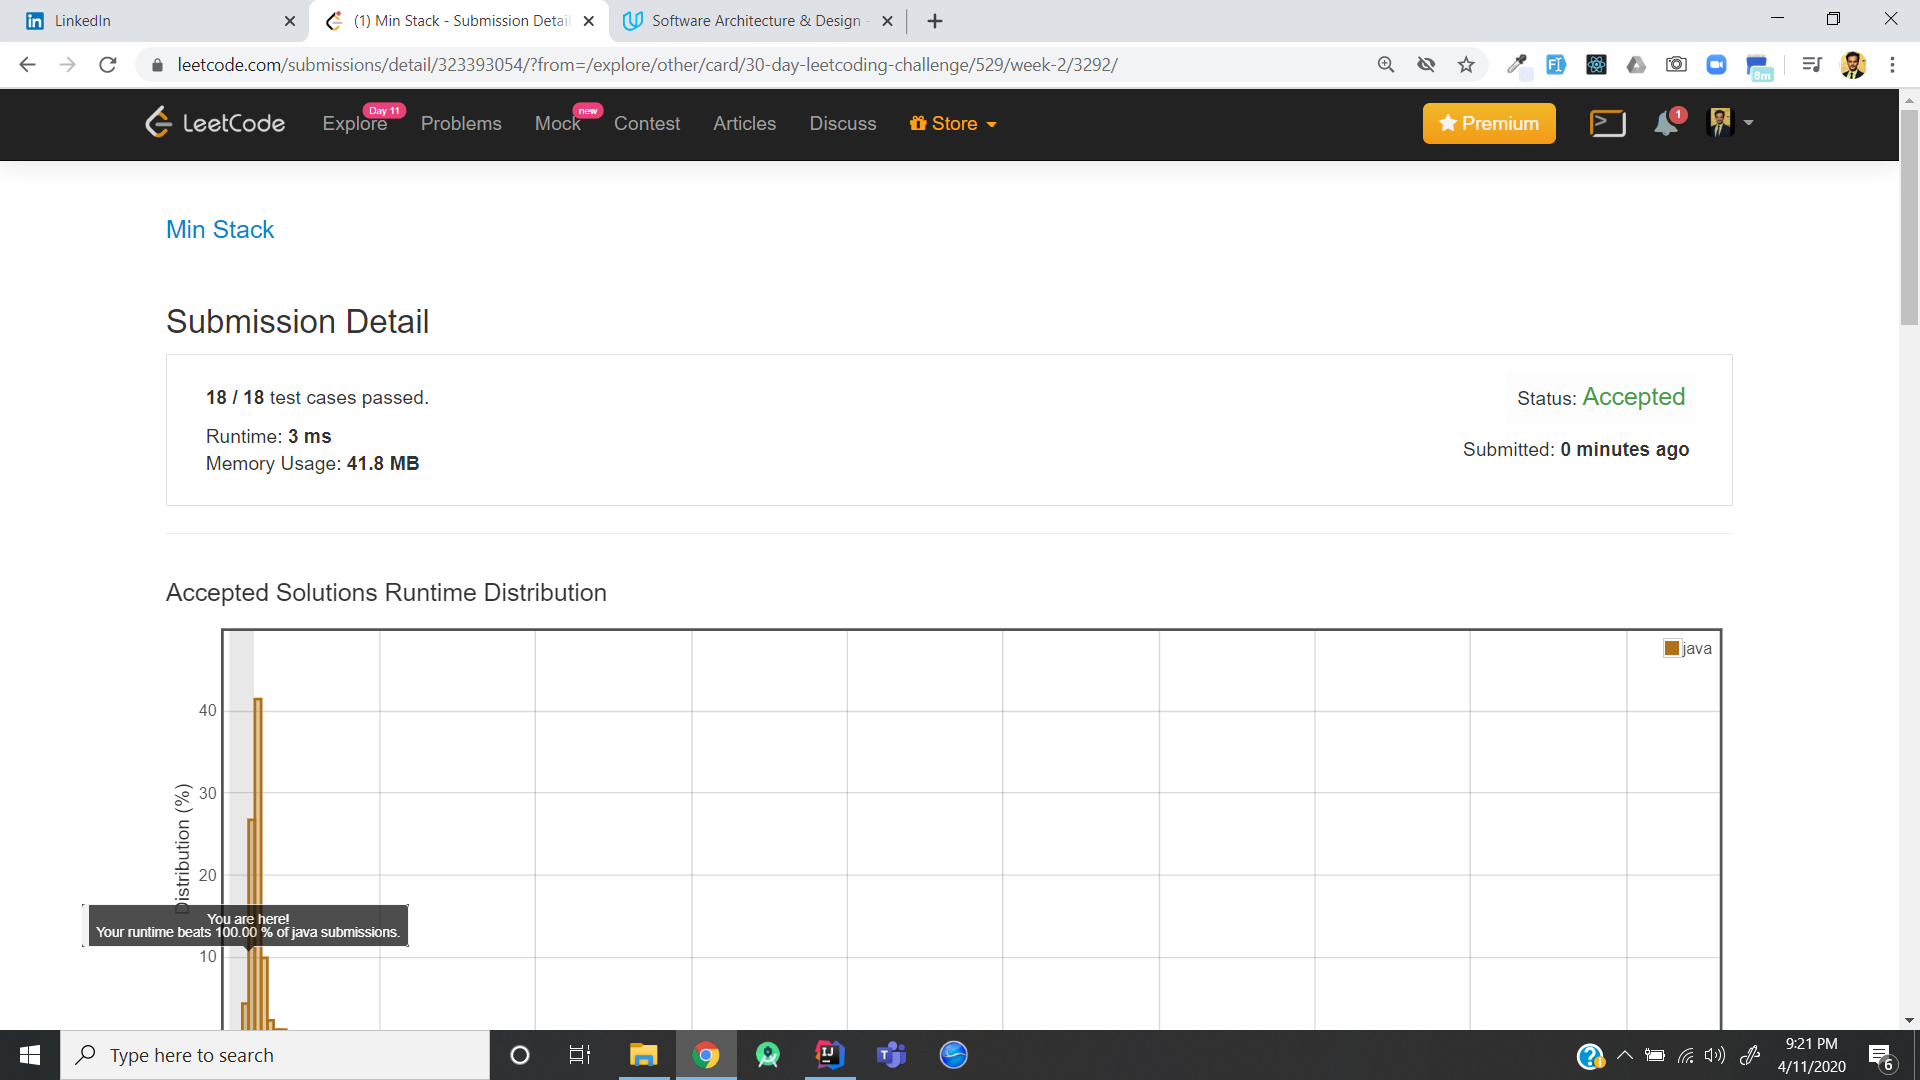 LinkedIn
(1) Min Stack - Submission Detail
Software Architecture & Design -
leetcode.com/submissions/detail/323393054/?from=/explore/other/card/30-day-leetcoding-challenge/529/week-2/3292/
8m
LeetCode
Explore
Day 11
Problems
Mock
new
Contest
Articles
Discuss
Store
Premium
1
Min Stack
Submission Detail
18 / 18 test cases passed.
Status: Accepted
Runtime: 3 ms
Submitted: 0 minutes ago
Memory Usage: 41.8 MB
Accepted Solutions Runtime Distribution
java
40
30
20
10
Distribution (%)
You are here!
Your runtime beats 100.00 % of java submissions.
Type here to search
9:21 PM
4/11/2020
6